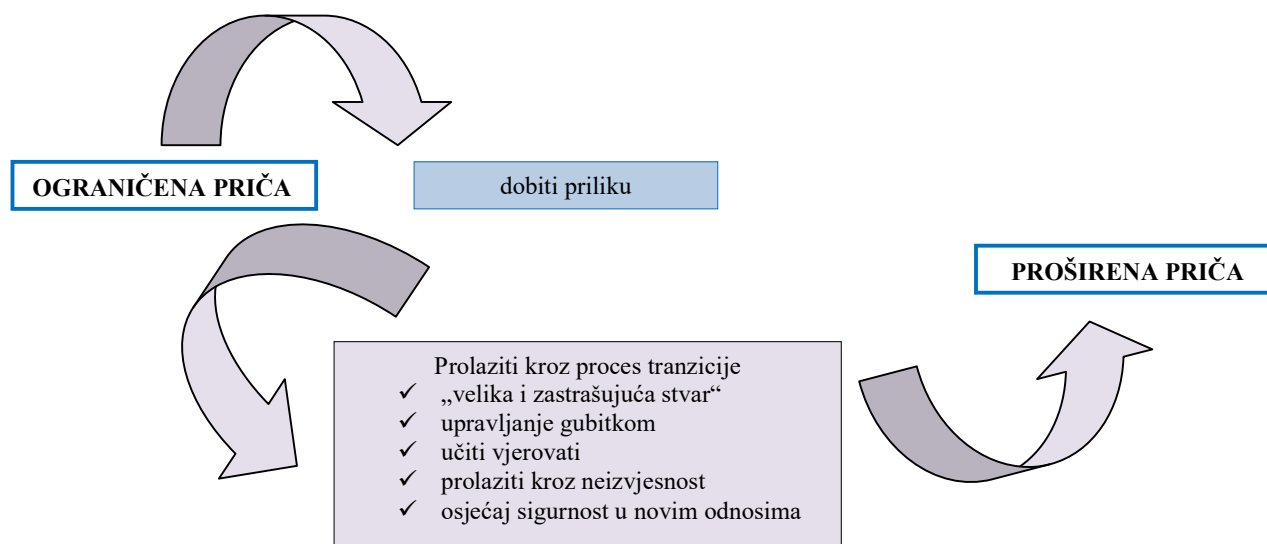 OGRANIČENA PRIČA
dobiti priliku
PROŠIRENA PRIČA
Prolaziti kroz proces tranzicije
✓ „velika i zastrašujuća stvar“
✓ upravljanje gubitkom
✓ učiti vjerovati
✓ prolaziti kroz neizvjesnost
✓ osjećaj sigurnost u novim odnosima